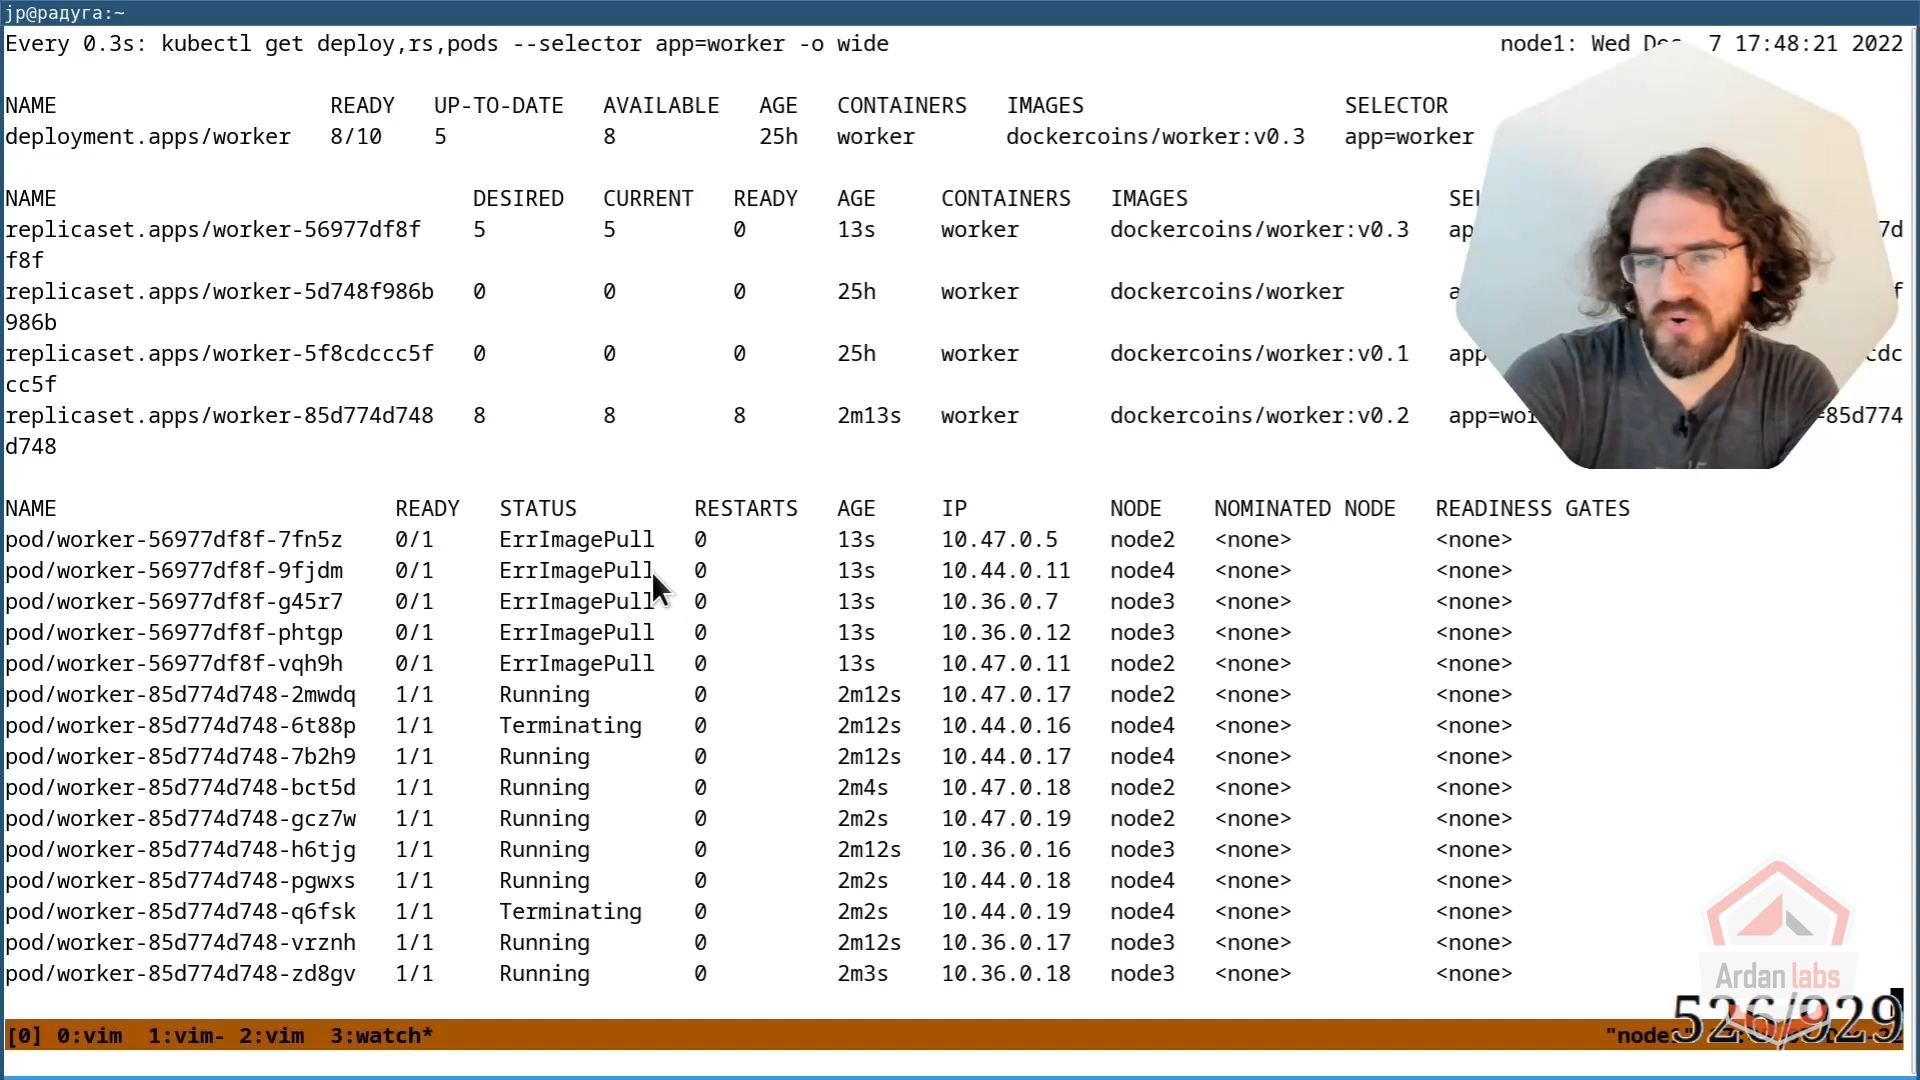 jp@радуга:~
Every 0.3s: kubectl get deploy,rs,pods --selector app=worker -o wide node1: Wed De 7 17:48:21 2022
NAME READY UP-TO-DATE AVAILABLE AGE CONTAINERS IMAGES SELECTOR
deployment.apps/worker 8/10 5 8 25h worker dockercoins/worker:v0.3 app=worker
NAME DESIRED CURRENT READY AGE CONTAINERS IMAGES
replicaset.apps/worker-56977df8f 5 5 0 13s worker dockercoins/worker:v0.3 ap 7d
f8f
replicaset.apps/worker-5d748f986b 0 0 0 25h worker dockercoins/worker a f
986b
replicaset.apps/worker-5f8cdccc5f 0 0 0 25h worker dockercoins/worker:v0.1 app cdc
cc5f
replicaset.apps/worker-85d774d748 8 8 8 2m13s worker dockercoins/worker:v0.2 app=wor =85d774
d748
NAME READY STATUS RESTARTS AGE IP NODE NOMINATED NODE READINESS GATES
pod/worker-56977df8f-7fn5z 0/1 ErrImagePull 0 13s 10.47.0.5 node2 <none> <none>
pod/worker-56977df8f-9fjdm 0/1 ErrImagePull 0 13s 10.44.0.11 node4 <none> <none>
pod/worker-56977df8f-g45r7 0/1 ErrImagePull 0 13s 10.36.0.7 node3 <none> <none>
pod/worker-56977df8f-phtgp 0/1 ErrImagePull 0 13s 10.36.0.12 node3 <none> <none>
pod/worker-56977df8f-vqh9h 0/1 ErrImagePull 0 13s 10.47.0.11 node2 <none> <none>
pod/worker-85d774d748-2mwdq 1/1 Running 0 2m12s 10.47.0.17 node2 <none> <none>
pod/worker-85d774d748-6t88p 1/1 Terminating 0 2m12s 10.44.0.16 node4 <none> <none>
pod/worker-85d774d748-7b2h9 1/1 Running 0 2m12s 10.44.0.17 node4 <none> <none>
pod/worker-85d774d748-bct5d 1/1 Running 0 2m4s 10.47.0.18 node2 <none> <none>
pod/worker-85d774d748-gcz7w 1/1 Running 0 2m2s 10.47.0.19 node2 <none> <none>
pod/worker-85d774d748-h6tjg 1/1 Running 0 2m12s 10.36.0.16 node3 <none> <none>
pod/worker-85d774d748-pgwxs 1/1 Running 0 2m2s 10.44.0.18 node4 <none> <none>
pod/worker-85d774d748-q6fsk 1/1 Terminating 0 2m2s 10.44.0.19 node4 <none> <none>
pod/worker-85d774d748-vrznh 1/1 Running 0 2m12s 10.36.0.17 node3 <none> <none>
pod/worker-85d774d748-zd8gv 1/1 Running 0 2m3s 10.36.0.18 node3 <none> <none>
Ardan labs
526/929
[0] 0:vim 1:vim- 2:vim 3:watch* "node1"